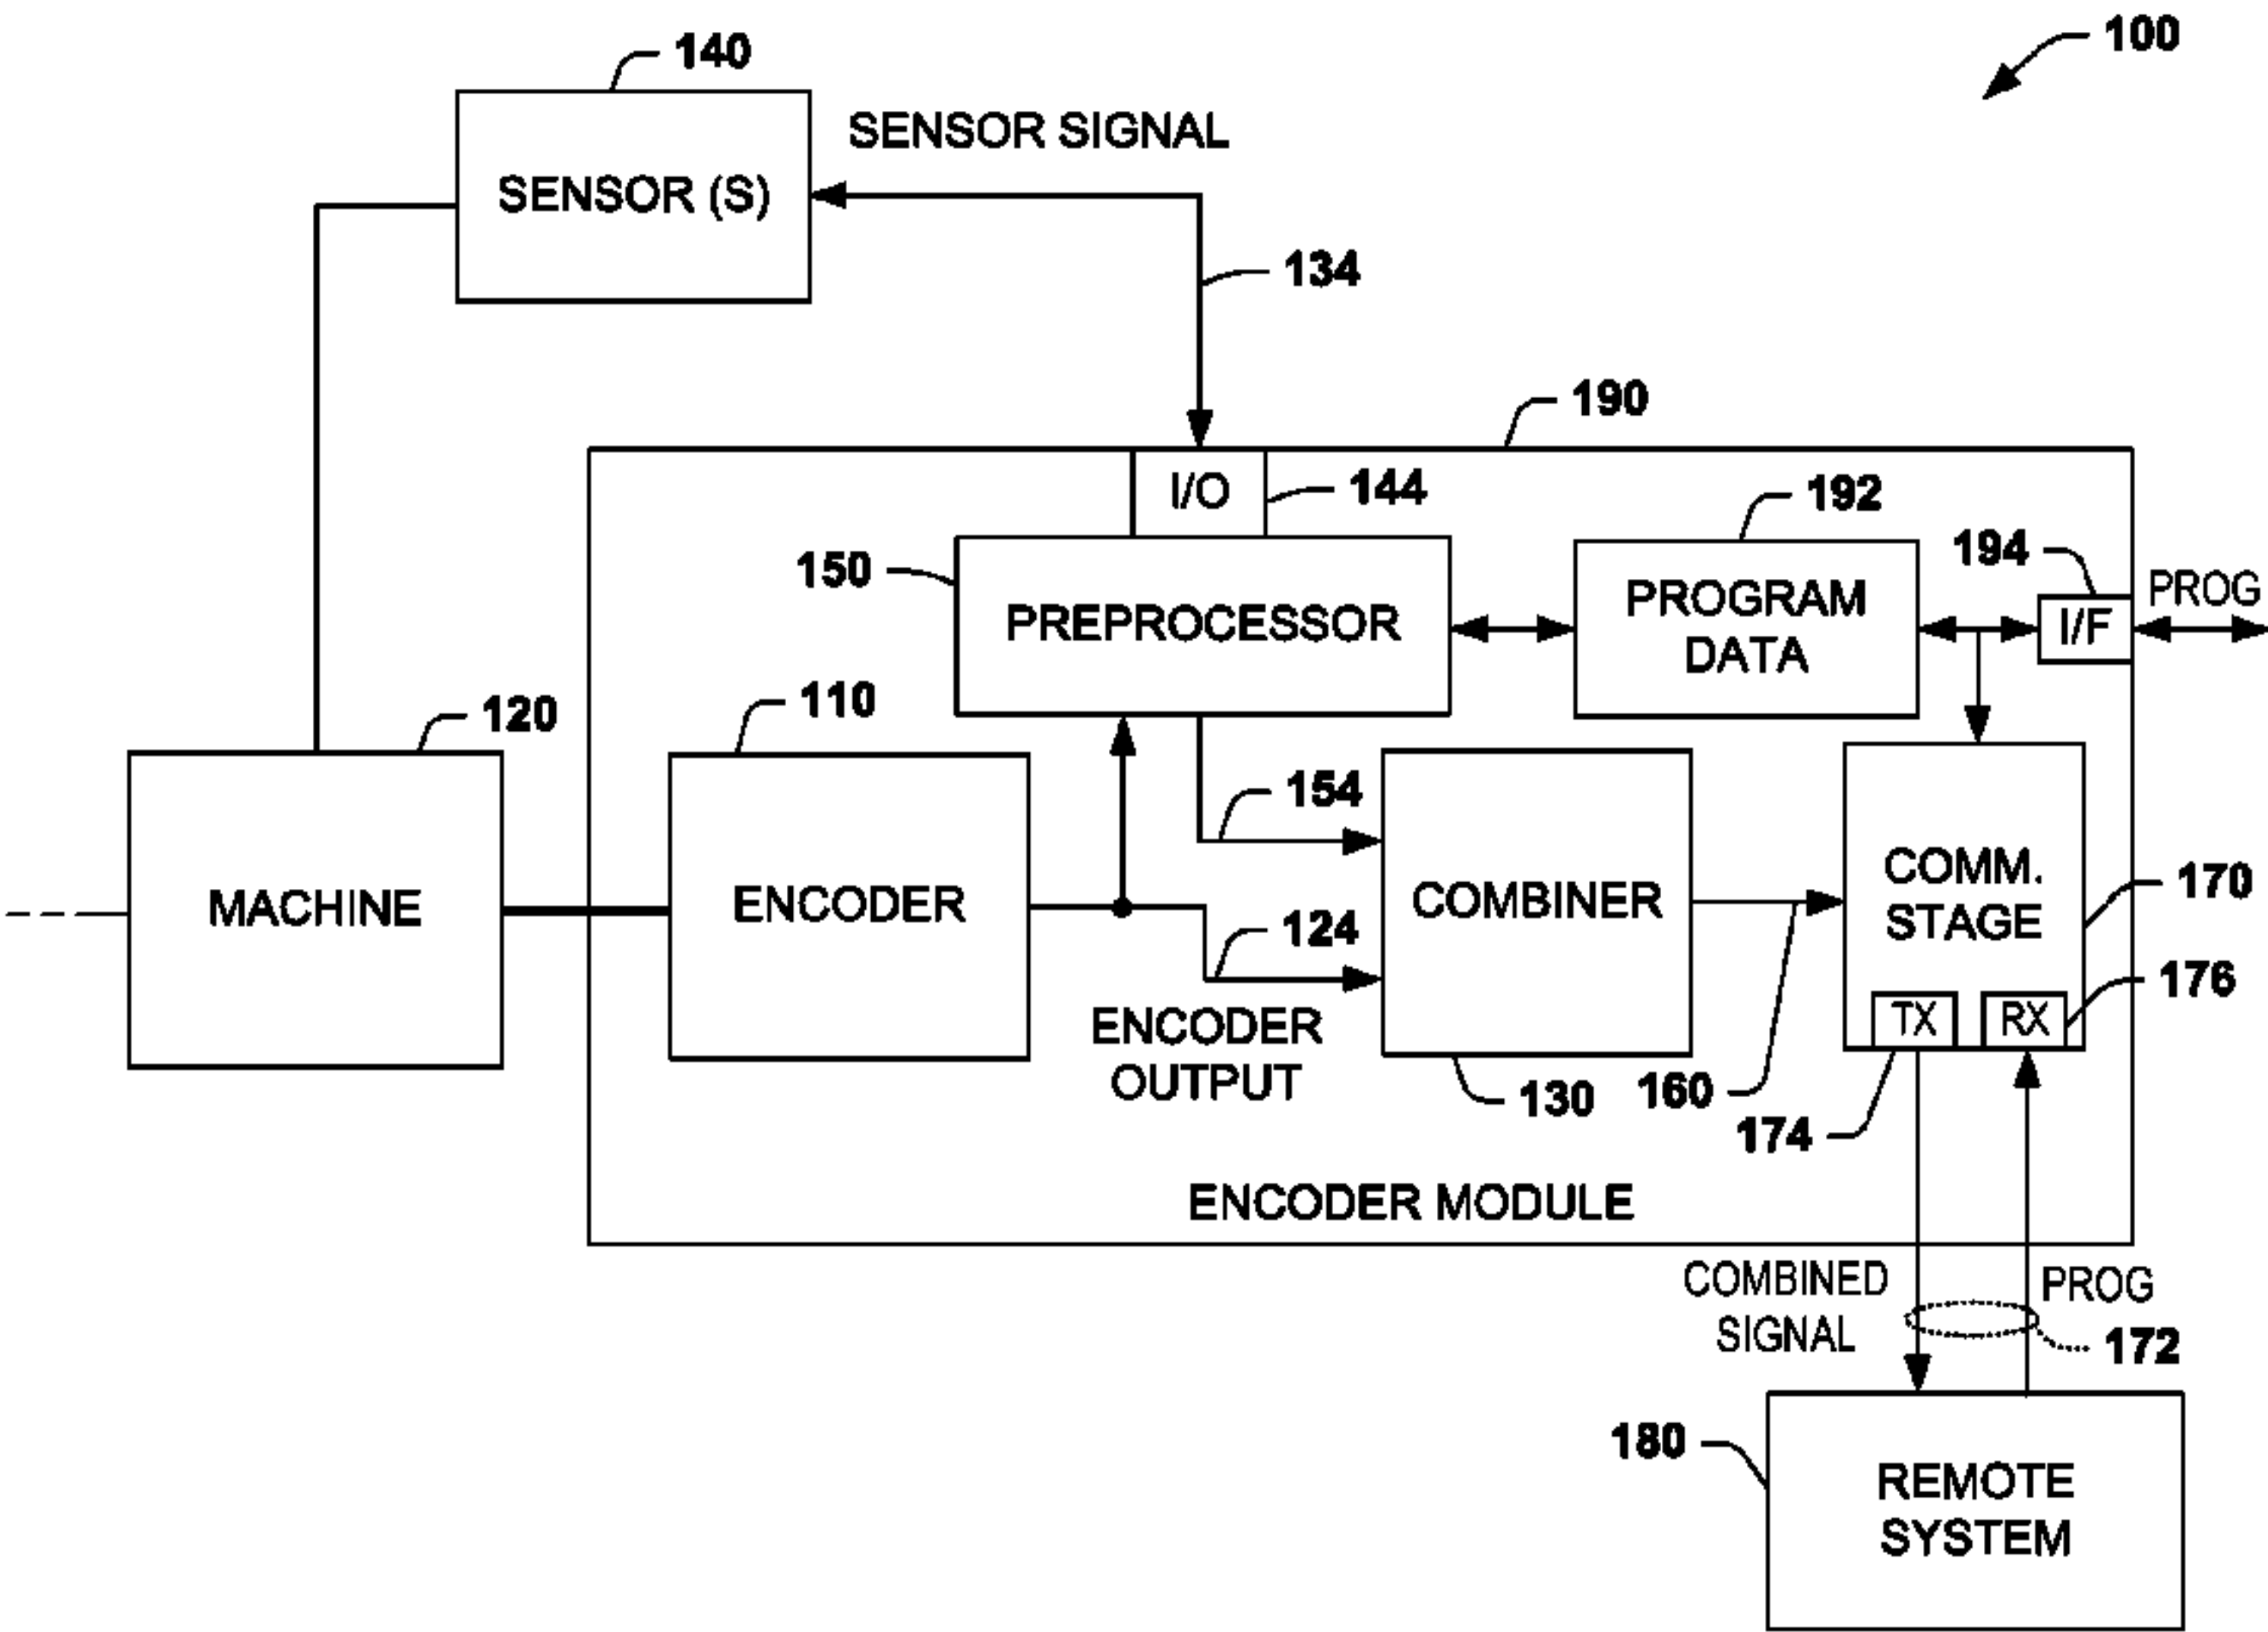 100
140
SENSOR (S)
SENSOR SIGNAL
134
190
I/O
144
192
194
PROG
150
PREPROCESSOR
PROGRAM
DATA
I/F
120
110
MACHINE
ENCODER
154
124
ENCODER
OUTPUT
COMBINER
130
160
COMM.
STAGE
170
176
TX
RX
174
ENCODER MODULE
COMBINED
SIGNAL
PROG
172
180
REMOTE
SYSTEM